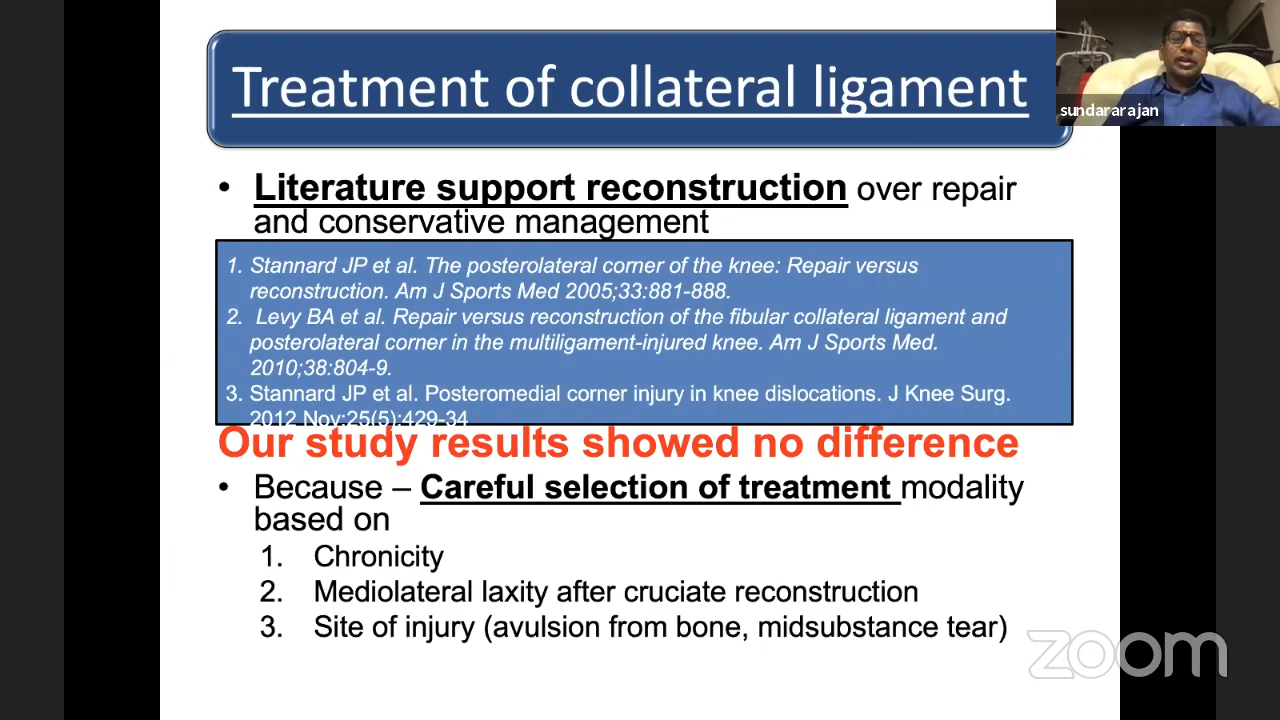 Treatment of collateral ligament
sundararajan
• Literature support reconstruction over repair
and conservative management
1. Stannard JP et al. The posterolateral corner of the knee: Repair versus
reconstruction. Am J Sports Med 2005;33:881-888.
2. Levy BA et al. Repair versus reconstruction of the fibular collateral ligament and
posterolateral corner in the multiligament-injured knee. Am J Sports Med.
2010;38:804-9.
3. Stannard JP et al. Posteromedial corner injury in knee dislocations. J Knee Surg.
2012 Nov;25(5):429-34
Our study results showed no difference
• Because – Careful selection of treatment modality
based on
1. Chronicity
2. Mediolateral laxity after cruciate reconstruction
3. Site of injury (avulsion from bone, midsubstance tear)
zoom